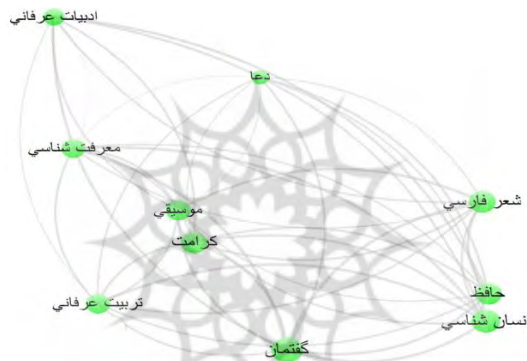 ادبيات عرفاني
دعا
معرفت شناسي
شعر فارسي
موسيقي
كرامت
حافظ
تربيت عرفاني
نسان شناسي
گفتمان